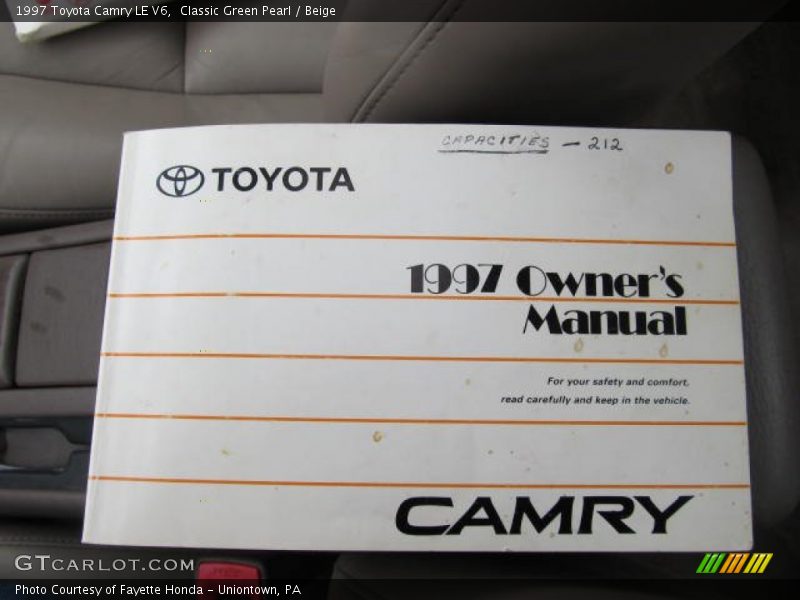 1997 Toyota Camry LE V6,  Classic Green Pearl / Beige
CAPACITIES - 212
TOYOTA
1997 Owner's
Manual
For your safety and comfort,
read carefully and keep in the vehicle.
CAMRY
GTCARLOT.COM
Photo Courtesy of Fayette Honda - Uniontown, PA